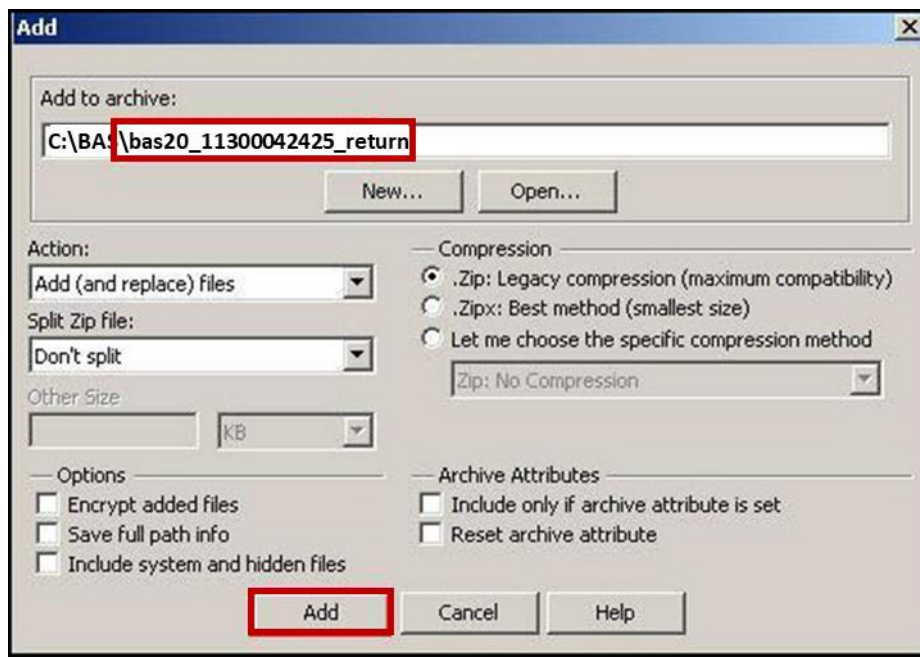 Add
Add to archive:
C:\BAS\bas20_11300042425_return
New... Open...
Action:
Add (and replace) files
Split Zip file:
Don't split
Other Size
KB
Compression
.Zip: Legacy compression (maximum compatibility)
.Zipx: Best method (smallest size)
Let me choose the specific compression method
Zip: No Compression
Options
Encrypt added files
Save full path info
Include system and hidden files
Archive Attributes
Include only if archive attribute is set
Reset archive attribute
Add Cancel Help